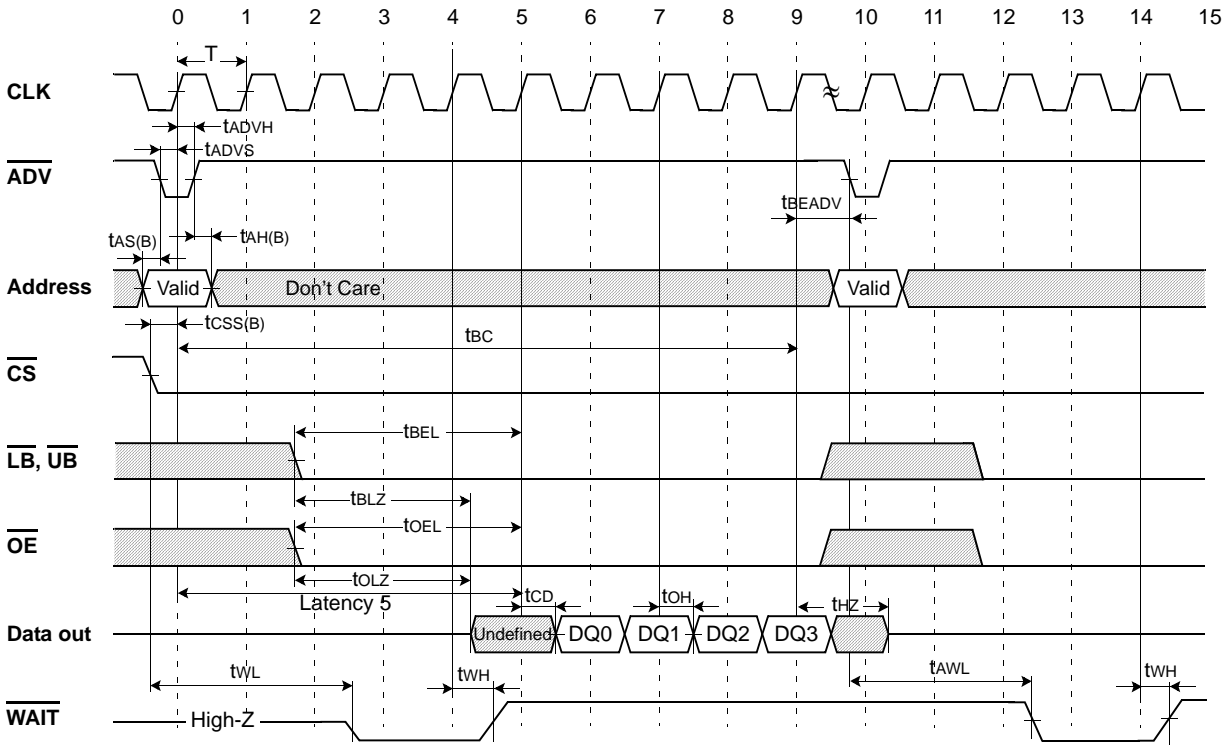 0 1 2 3 4 5 6 7 8 9 10 11 12 13 14 15
T
CLK
tADVH
tADVS
ADV
tBEADV
tAS(B)
tAH(B)
Address
Valid
Don't Care
Valid
tCSS(B)
tBC
CS
tBEL
LB, UB
tBLZ
tOEL
OE
tOLZ
Latency 5
tCD
tOH
tHZ
Data out
Undefined
DQ0
DQ1
DQ2
DQ3
tWL
tWH
tAWL
tWH
WAIT
High-Z